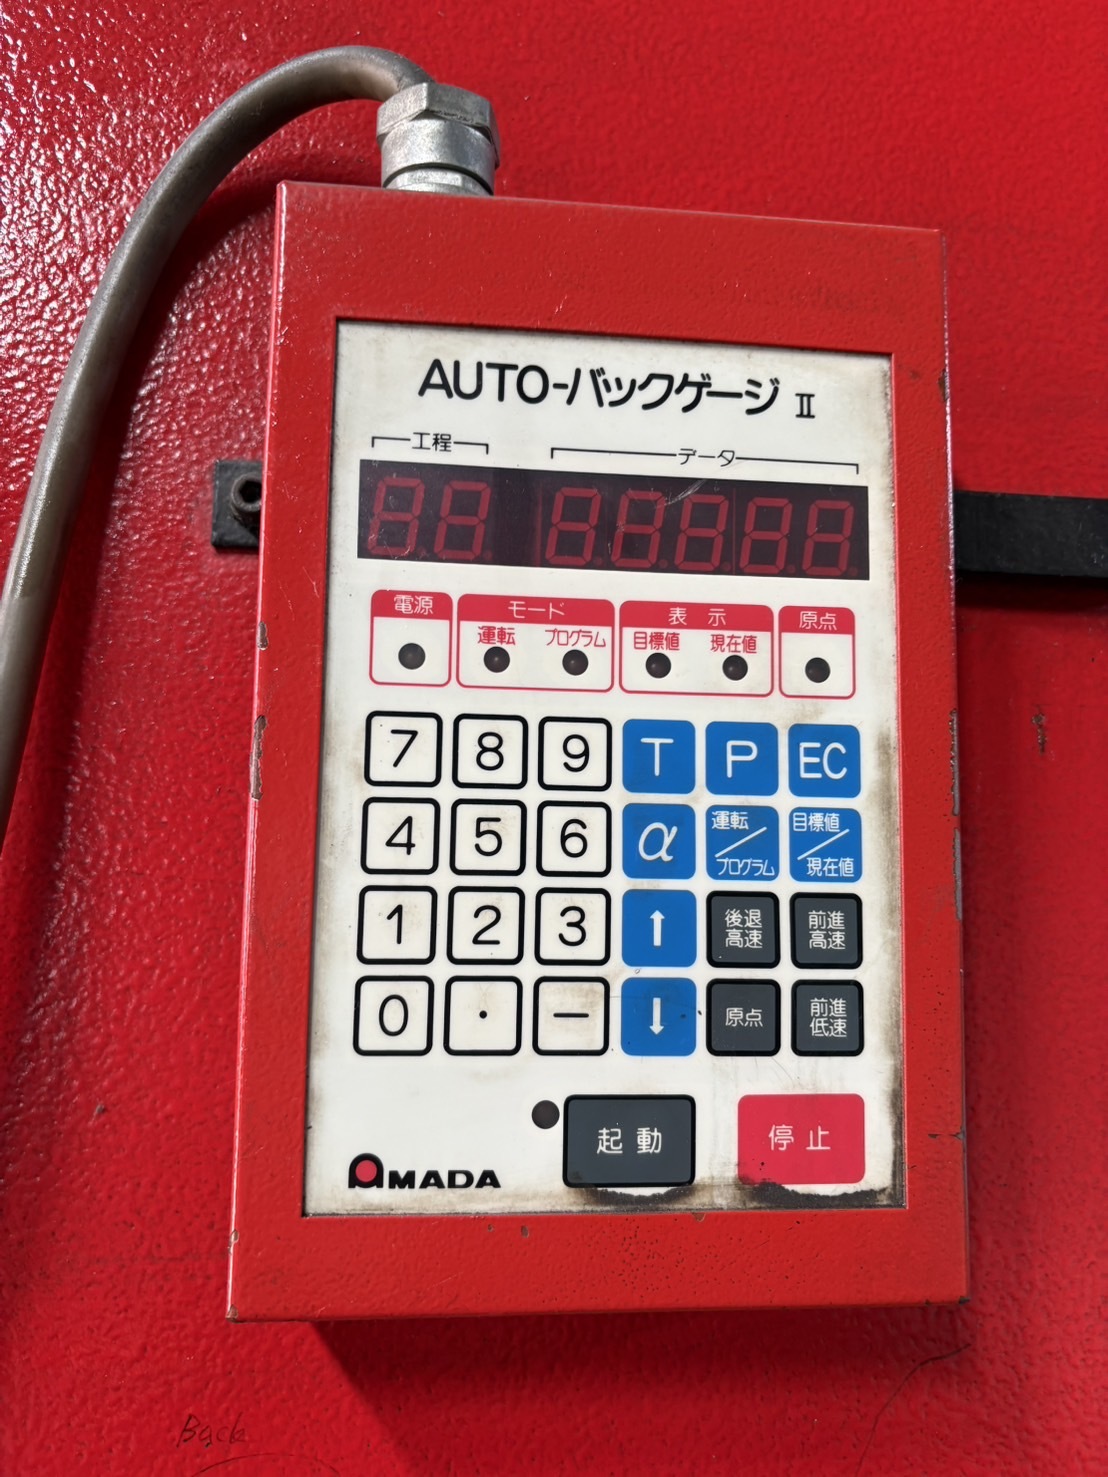 AUTO-バックゲージ II
工程 データ
電源 モード 表示 原点
運転 プログラム 目標値 現在値
7 8 9 T P EC
4 5 6 α 運転/プログラム 目標値/現在値
1 2 3 ↑ 後退高速 前進高速
0 · − ↓ 原点 前進低速
起動 停止
AMADA
Back